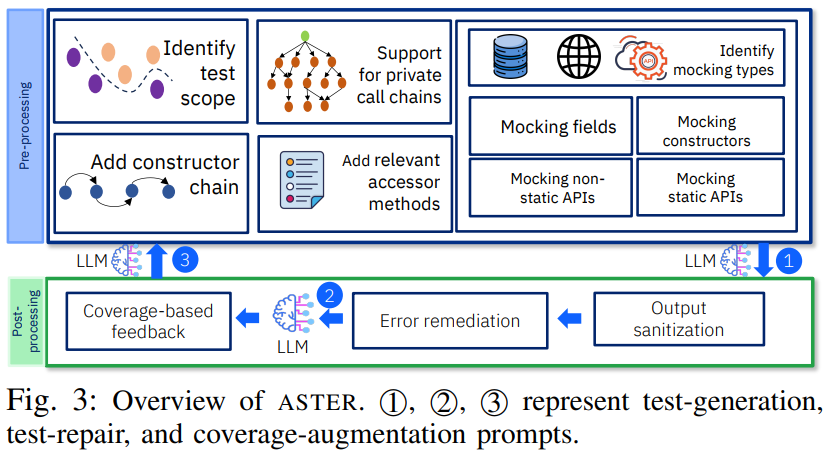 Pre-processing
Identify
test
scope
Support
for private
call chains
API
Identify
mocking types
Add constructor
chain
Add relevant
accessor
methods
Mocking fields
Mocking
constructors
Mocking non-
static APIs
Mocking
static APIs
LLM
3
LLM
1
Post-
processing
Coverage-based
feedback
2
LLM
Error remediation
Output
sanitization
Fig. 3: Overview of ASTER. ①, ②, ③ represent test-generation,
test-repair, and coverage-augmentation prompts.